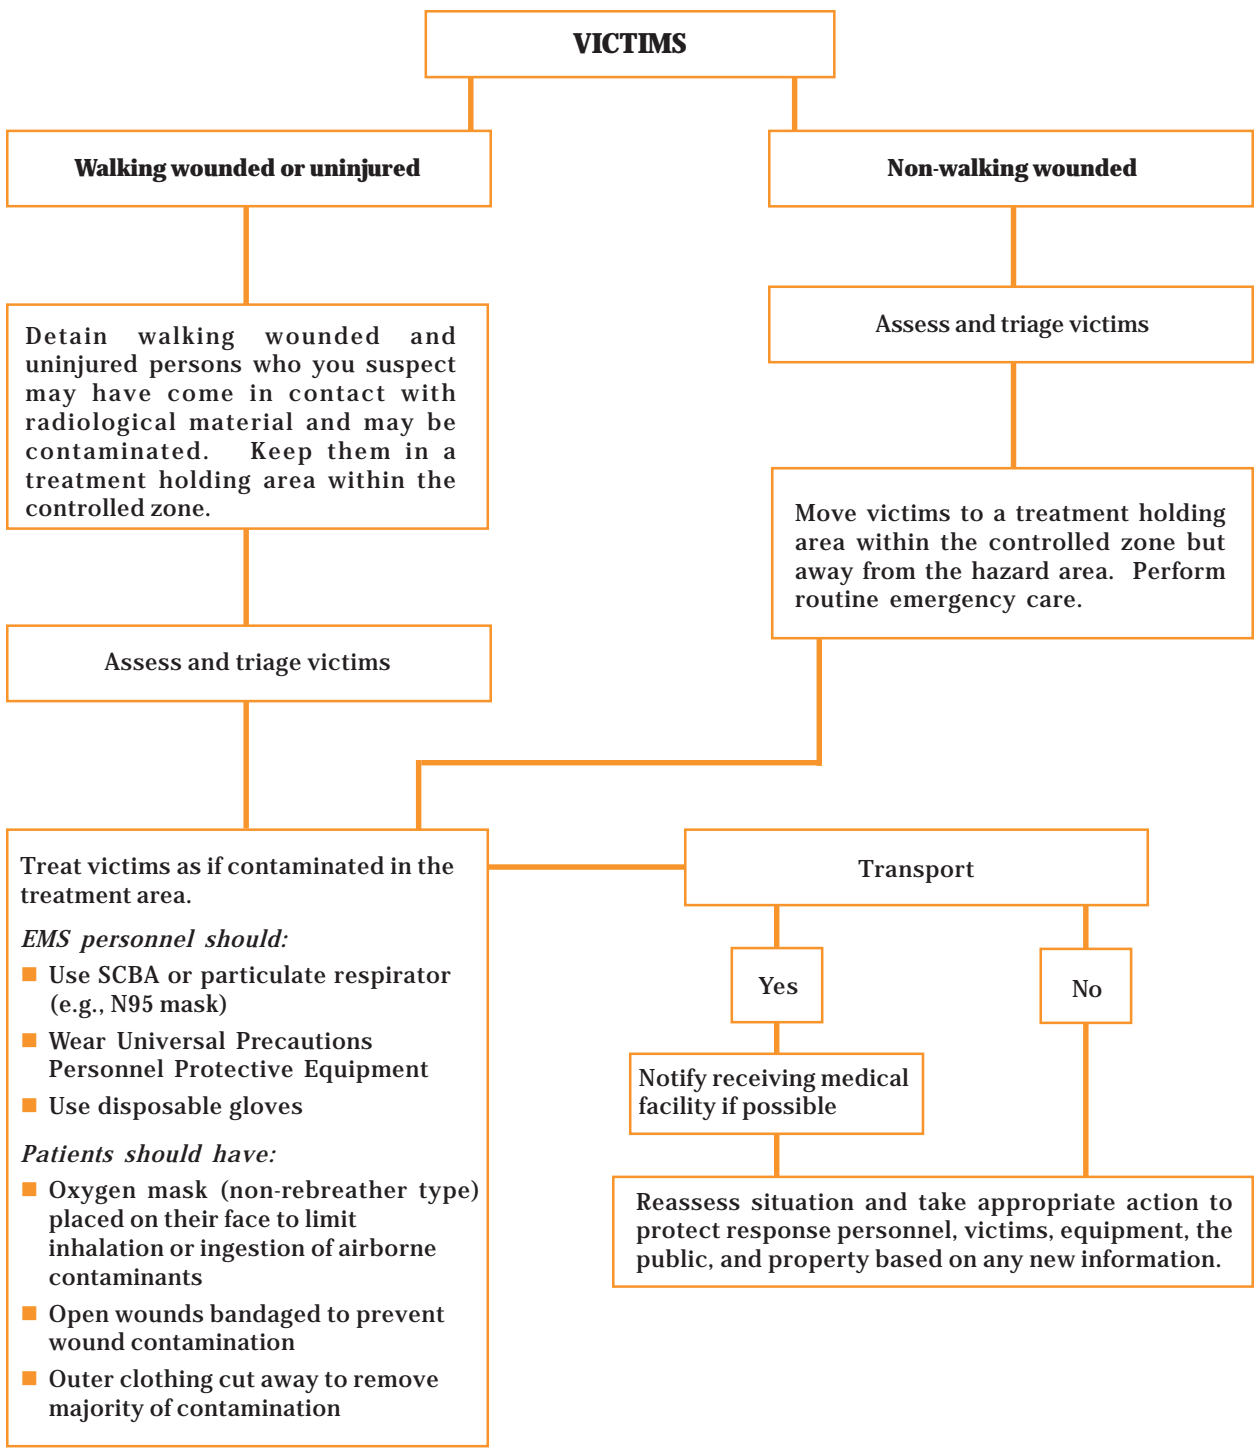 VICTIMS
Walking wounded or uninjured
Non-walking wounded
Detain walking wounded and
uninjured persons who you suspect
may have come in contact with
radiological material and may be
contaminated. Keep them in a
treatment holding area within the
controlled zone.
Assess and triage victims
Move victims to a treatment holding
area within the controlled zone but
away from the hazard area. Perform
routine emergency care.
Assess and triage victims
Treat victims as if contaminated in the
treatment area.
EMS personnel should:
■ Use SCBA or particulate respirator
(e.g., N95 mask)
■ Wear Universal Precautions
Personnel Protective Equipment
■ Use disposable gloves
Patients should have:
■ Oxygen mask (non-rebreather type)
placed on their face to limit
inhalation or ingestion of airborne
contaminants
■ Open wounds bandaged to prevent
wound contamination
■ Outer clothing cut away to remove
majority of contamination
Transport
Yes
No
Notify receiving medical
facility if possible
Reassess situation and take appropriate action to
protect response personnel, victims, equipment, the
public, and property based on any new information.